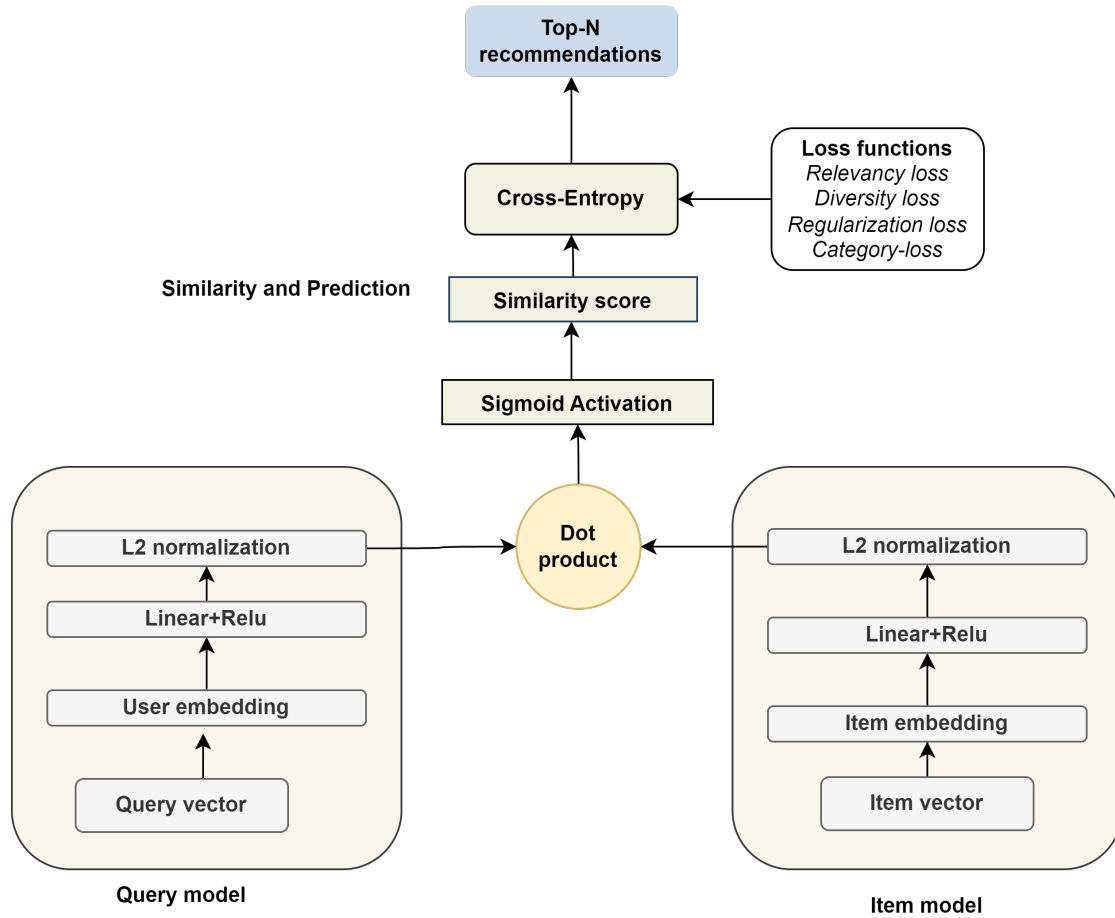 Top-N
recommendations
Loss functions
Relevancy loss
Diversity loss
Regularization loss
Category-loss
Cross-Entropy
Similarity and Prediction
Similarity score
Sigmoid Activation
Dot
product
L2 normalization
Linear+Relu
User embedding
Query vector
Query model
L2 normalization
Linear+Relu
Item embedding
Item vector
Item model